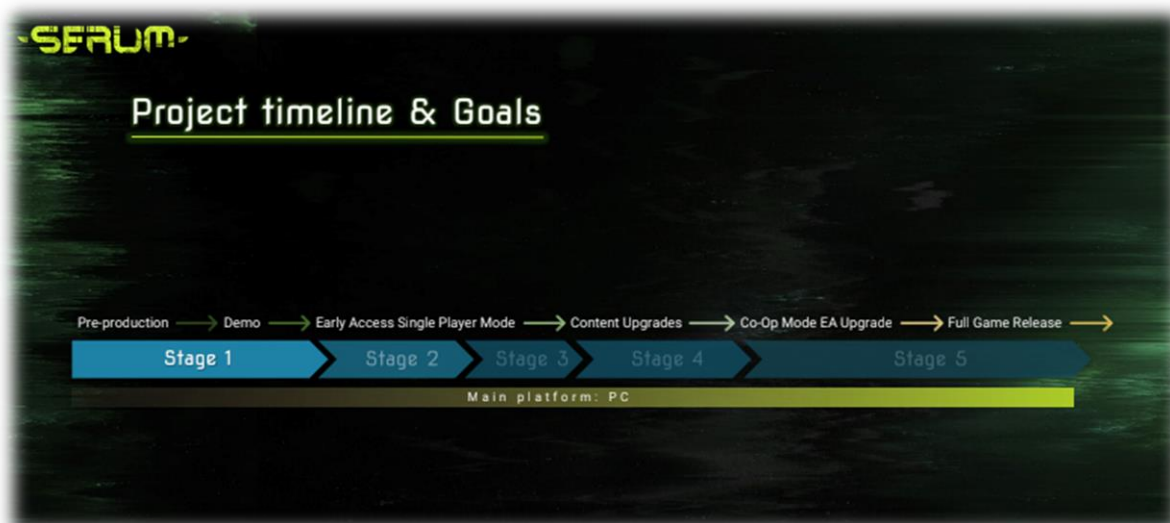 -SERUM-
Project timeline & Goals
Pre-production → Demo → Early Access Single Player Mode → Content Upgrades → Co-Op Mode EA Upgrade → Full Game Release →
Stage 1 Stage 2 Stage 3 Stage 4 Stage 5
Main platform: PC